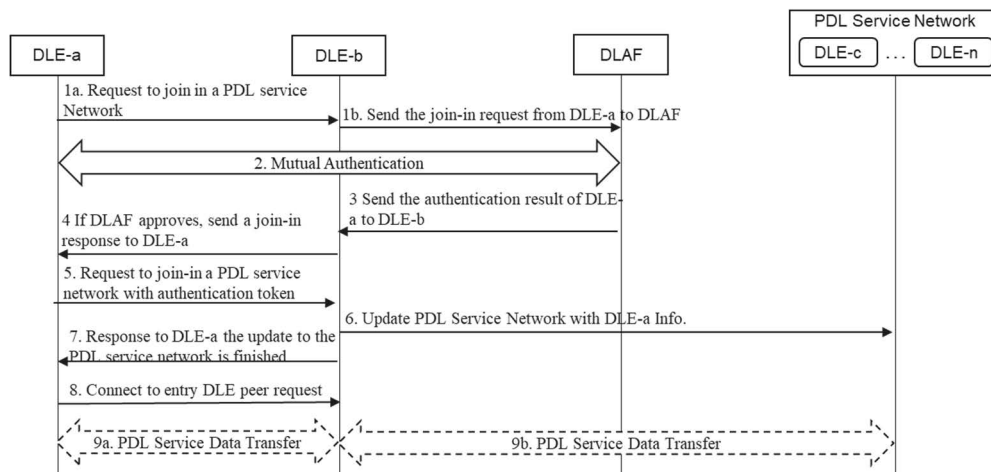 PDL Service Network
DLE-a
DLE-b
DLAF
DLE-c ... DLE-n
1a. Request to join in a PDL service
Network
1b. Send the join-in request from DLE-a to DLAF
2. Mutual Authentication
3 Send the authentication result of DLE-
a to DLE-b
4 If DLAF approves, send a join-in
response to DLE-a
5. Request to join-in a PDL service
network with authentication token
6. Update PDL Service Network with DLE-a Info.
7. Response to DLE-a the update to the
PDL service network is finished
8. Connect to entry DLE peer request
9a. PDL Service Data Transfer
9b. PDL Service Data Transfer